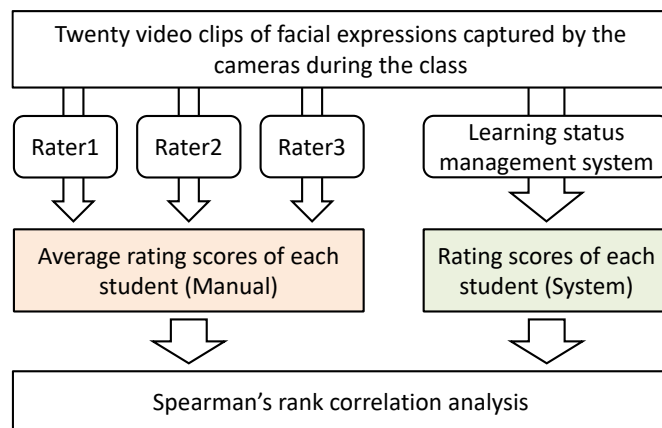 Twenty video clips of facial expressions captured by the
cameras during the class
Rater1
Rater2
Rater3
Learning status
management system
Average rating scores of each
student (Manual)
Rating scores of each
student (System)
Spearman’s rank correlation analysis